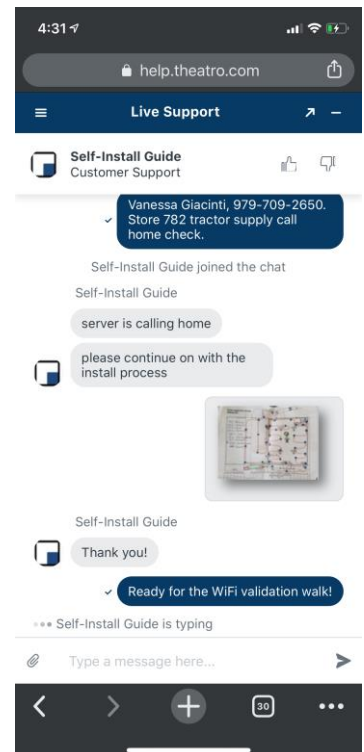 4:31
help.theatro.com
Live Support
Self-Install Guide
Customer Support
Vanessa Giacinti, 979-709-2650.
Store 782 tractor supply call
home check.
Self-Install Guide joined the chat
Self-Install Guide
server is calling home
please continue on with the
install process
Self-Install Guide
Thank you!
Ready for the WiFi validation walk!
Self-Install Guide is typing
Type a message here...
30